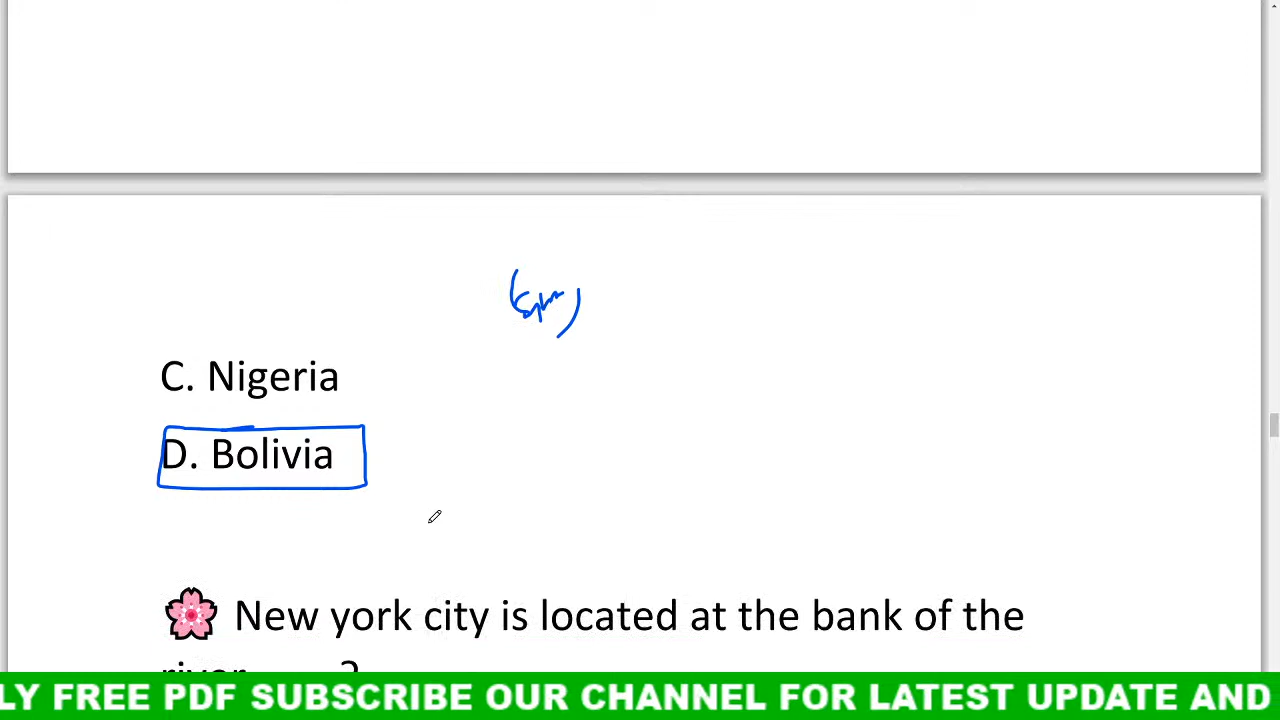 C. Nigeria
D. Bolivia
🌸 New york city is located at the bank of the
river ?
LY FREE PDF SUBSCRIBE OUR CHANNEL FOR LATEST UPDATE AND